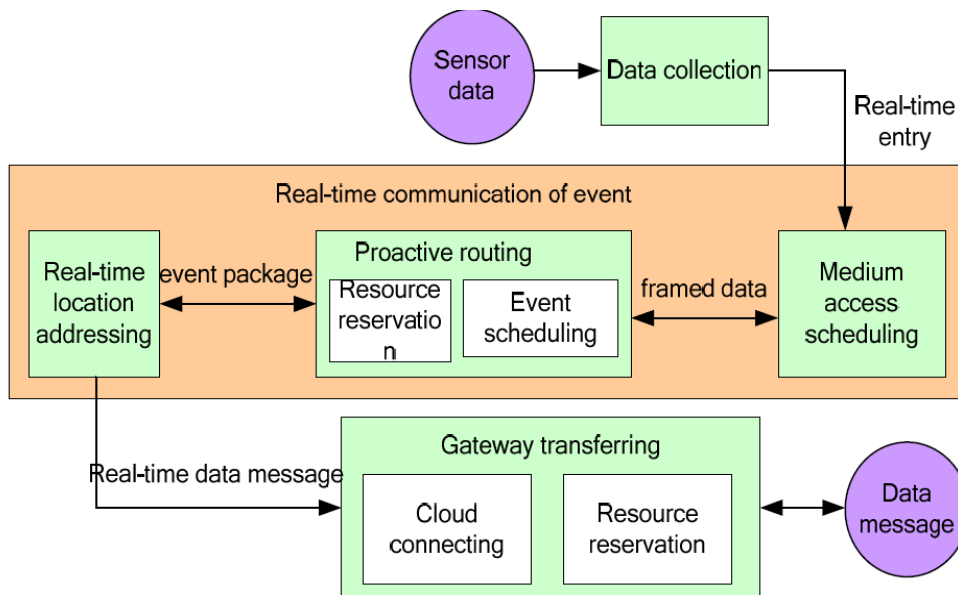 Sensor
data
Data collection
Real-time
entry
Real-time communication of event
Real-time
location
addressing
event package
Proactive routing
Resource
reservatio
n
Event
scheduling
framed data
Medium
access
scheduling
Real-time data message
Gateway transferring
Cloud
connecting
Resource
reservation
Data
message